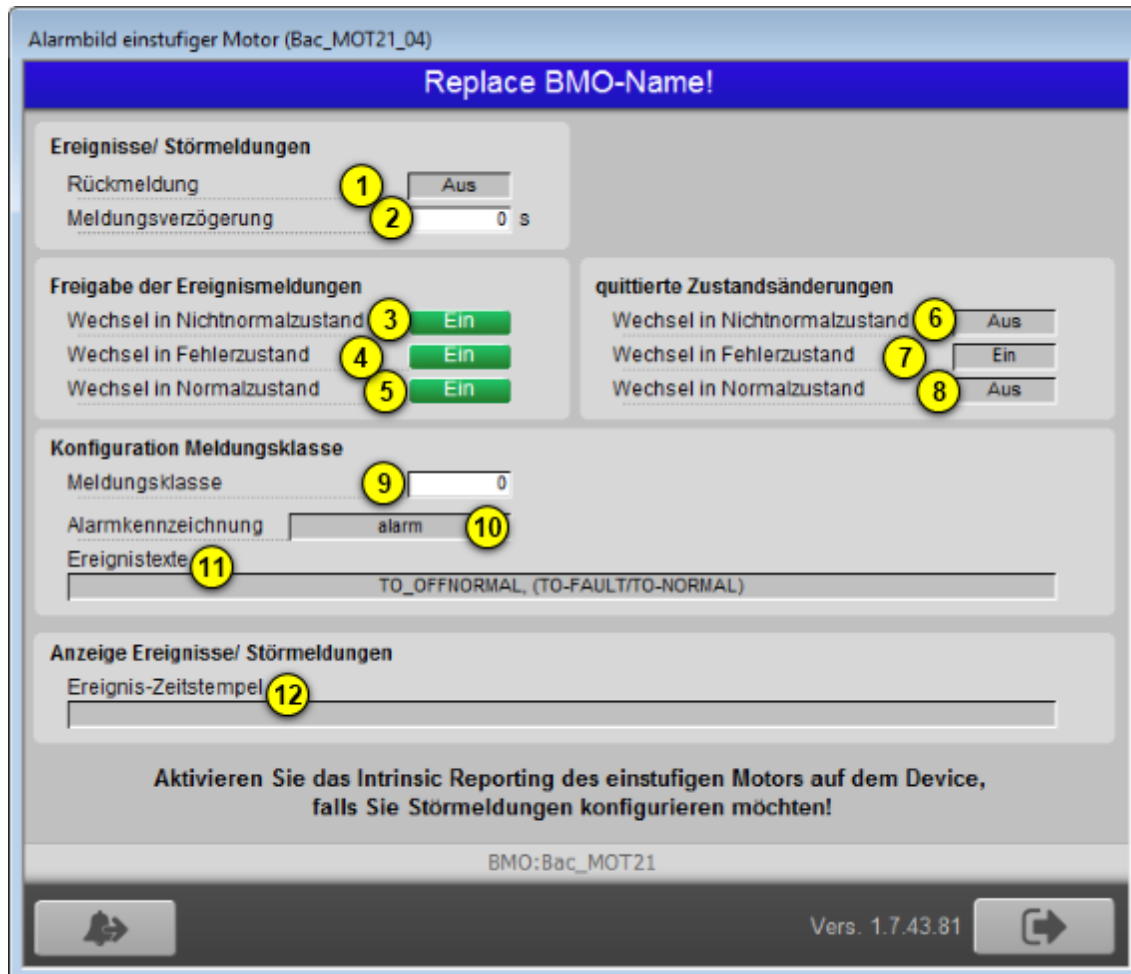 Alarmbild einstufiger Motor (Bac_MOT21_04)
Replace BMO-Name!
Ereignisse/ Störmeldungen
Rückmeldung 1 Aus
Meldungsverzögerung 2 0 s
Freigabe der Ereignismeldungen
Wechsel in Nichtnormalzustand 3 Ein
Wechsel in Fehlerzustand 4 Ein
Wechsel in Normalzustand 5 Ein
quittierte Zustandsänderungen
Wechsel in Nichtnormalzustand 6 Aus
Wechsel in Fehlerzustand 7 Ein
Wechsel in Normalzustand 8 Aus
Konfiguration Meldungsklasse
Meldungsklasse 9 0
Alarmkennzeichnung alarm 10
Ereignistexte 11
TO_OFFNORMAL, (TO-FAULT/TO-NORMAL)
Anzeige Ereignisse/ Störmeldungen
Ereignis-Zeitstempel 12
Aktivieren Sie das Intrinsic Reporting des einstufigen Motors auf dem Device,
falls Sie Störmeldungen konfigurieren möchten!
BMO:Bac_MOT21
Vers. 1.7.43.81